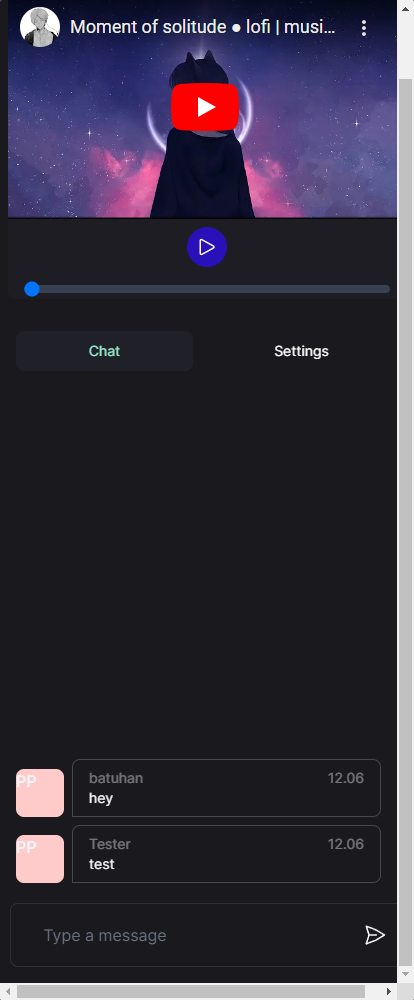 Moment of solitude ● lofi | musi...
Chat
Settings
PP
batuhan
12.06
hey
PP
Tester
12.06
test
Type a message